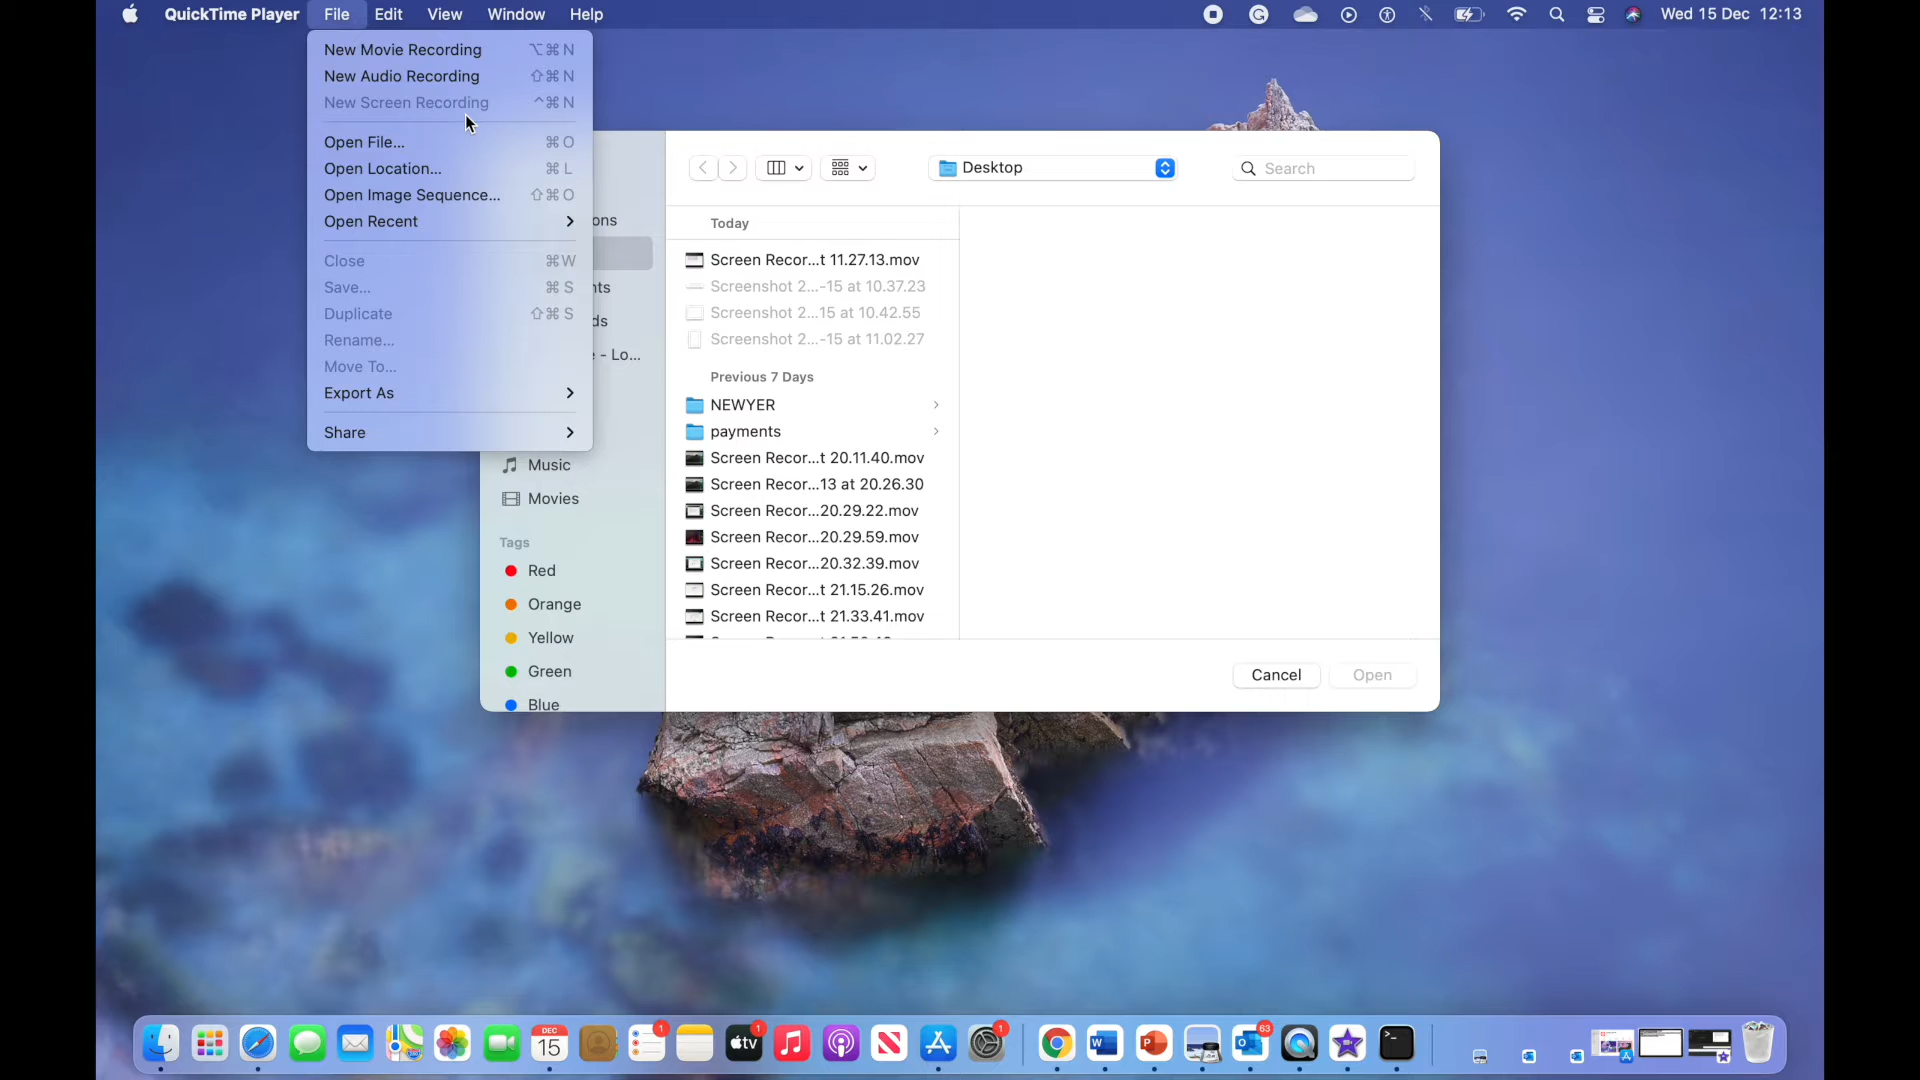 QuickTime Player File Edit View Window Help Wed 15 Dec 12:13
New Movie Recording ⌥⌘N
New Audio Recording ⇧⌘N
New Screen Recording ^⌘N
Open File... ⌘O
Open Location... ⌘L
Open Image Sequence... ⇧⌘O
Open Recent
Close ⌘W
Save... ⌘S
Duplicate ⇧⌘S
Rename...
Move To...
Export As
Share
ons
nts
ds
e - Lo...
Music
Movies
Tags
Red
Orange
Yellow
Green
Blue
Desktop
Search
Today
Screen Recor...t 11.27.13.mov
Screenshot 2...-15 at 10.37.23
Screenshot 2...15 at 10.42.55
Screenshot 2...-15 at 11.02.27
Previous 7 Days
NEWYER
payments
Screen Recor...t 20.11.40.mov
Screen Recor...13 at 20.26.30
Screen Recor...20.29.22.mov
Screen Recor...20.29.59.mov
Screen Recor...20.32.39.mov
Screen Recor...t 21.15.26.mov
Screen Recor...t 21.33.41.mov
Cancel Open
DEC
15
1
tv
1
1
W
P
63